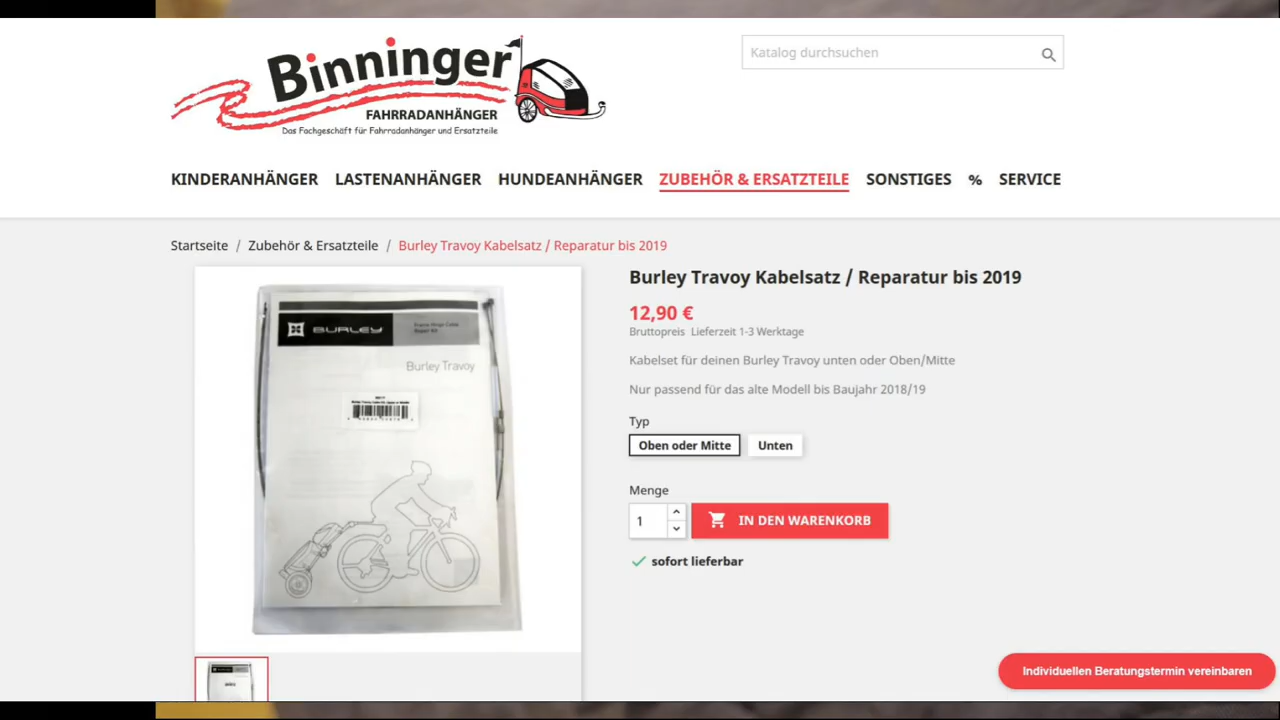 Binninger
FAHRRADANHÄNGER
Das Fachgeschäft für Fahrradanhänger und Ersatzteile
Katalog durchsuchen
KINDERANHÄNGER LASTENANHÄNGER HUNDEANHÄNGER ZUBEHÖR & ERSATZTEILE SONSTIGES % SERVICE
Startseite / Zubehör & Ersatzteile / Burley Travoy Kabelsatz / Reparatur bis 2019
BURLEY
Burley Travoy
Burley Travoy Kabelsatz / Reparatur bis 2019
12,90 €
Bruttopreis Lieferzeit 1-3 Werktage
Kabelset für deinen Burley Travoy unten oder Oben/Mitte
Nur passend für das alte Modell bis Baujahr 2018/19
Typ
Oben oder Mitte Unten
Menge
1 IN DEN WARENKORB
sofort lieferbar
Individuellen Beratungstermin vereinbaren